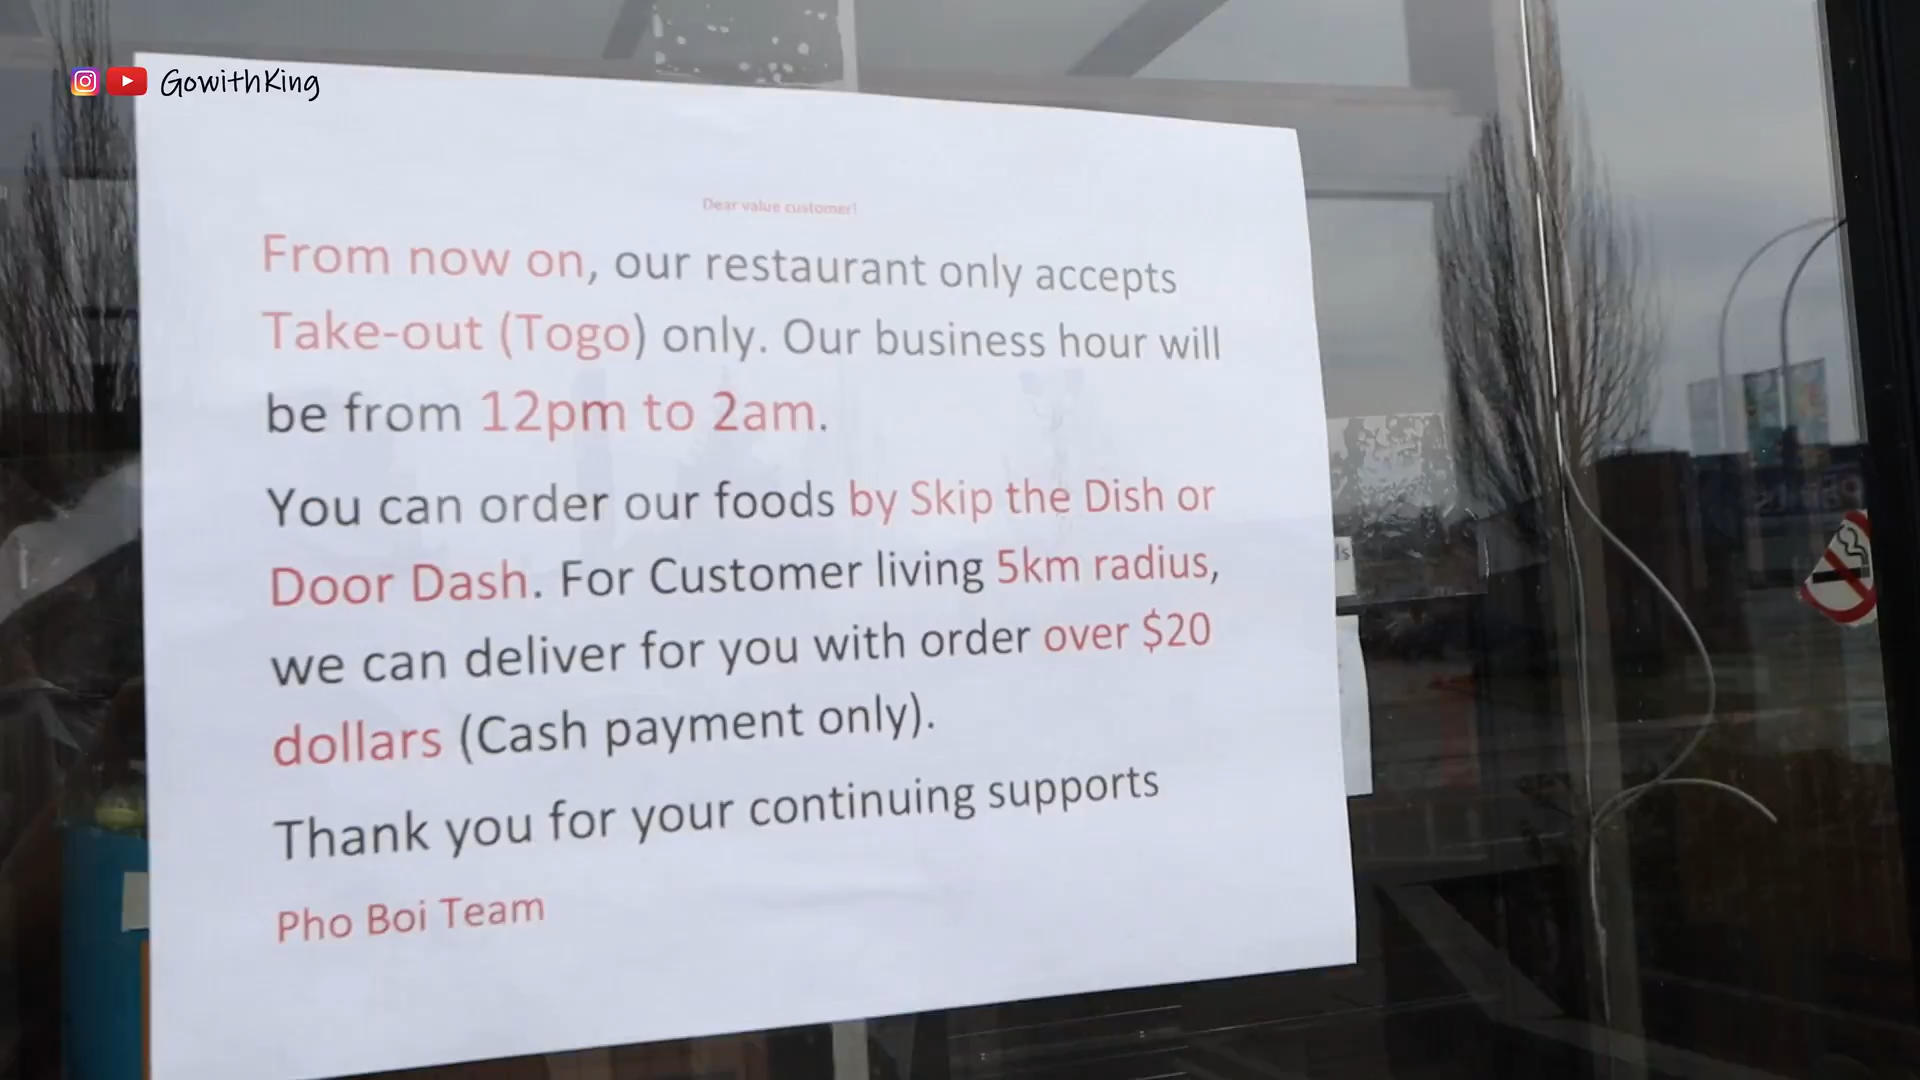 GowithKing
Dear value customer!
From now on, our restaurant only accepts
Take-out (Togo) only. Our business hour will
be from 12pm to 2am.
You can order our foods by Skip the Dish or
Door Dash. For Customer living 5km radius,
we can deliver for you with order over $20
dollars (Cash payment only).
Thank you for your continuing supports
Pho Boi Team